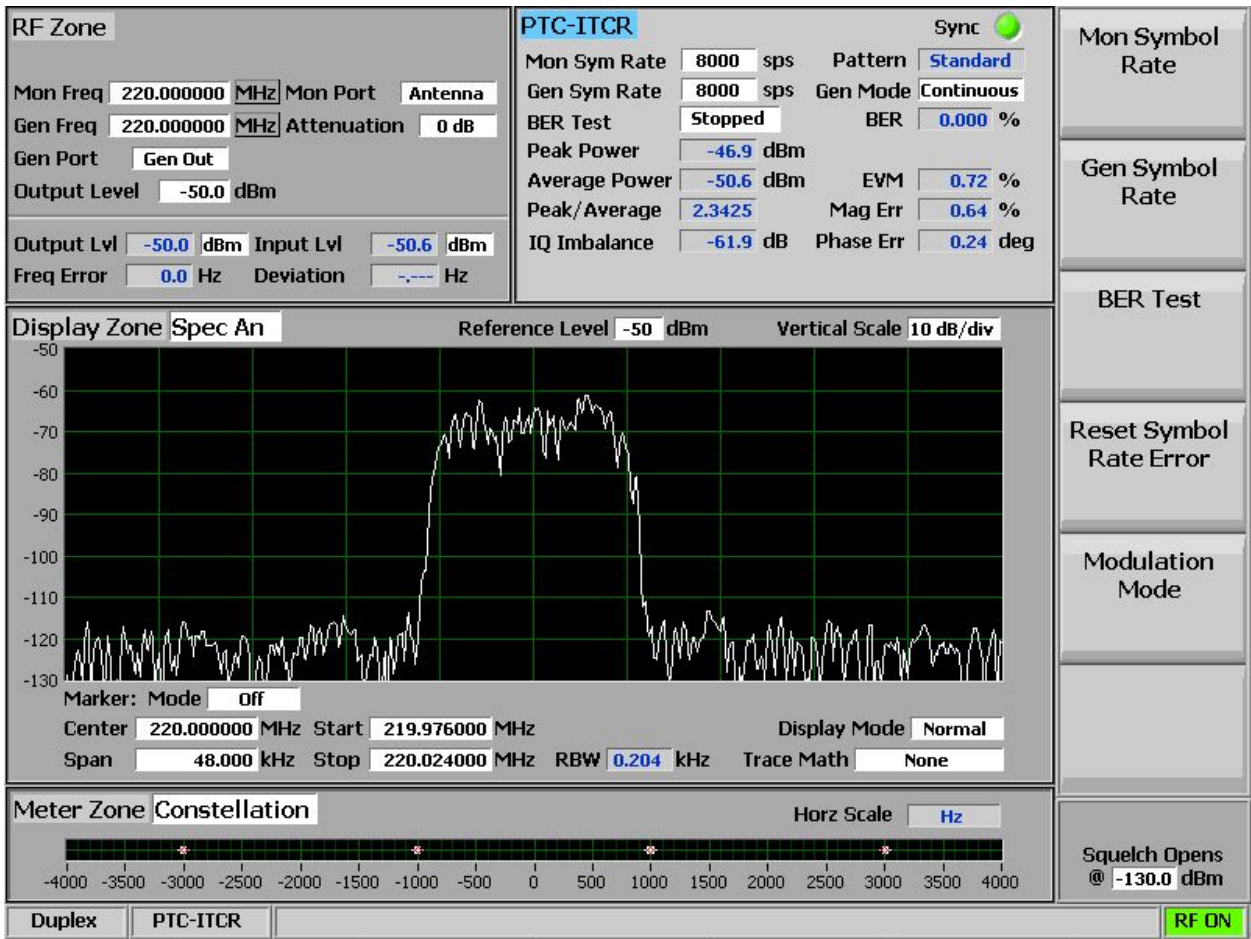 RF Zone
Mon Freq 220.000000 MHz Mon Port Antenna
Gen Freq 220.000000 MHz Attenuation 0 dB
Gen Port Gen Out
Output Level -50.0 dBm
Output Lvl -50.0 dBm Input Lvl -50.6 dBm
Freq Error 0.0 Hz Deviation -.--- Hz
PTC-ITCR Sync
Mon Sym Rate 8000 sps Pattern Standard
Gen Sym Rate 8000 sps Gen Mode Continuous
BER Test Stopped BER 0.000 %
Peak Power -46.9 dBm
Average Power -50.6 dBm EVM 0.72 %
Peak/Average 2.3425 Mag Err 0.64 %
IQ Imbalance -61.9 dB Phase Err 0.24 deg
Display Zone Spec An Reference Level -50 dBm Vertical Scale 10 dB/div
-50
-60
-70
-80
-90
-100
-110
-120
-130
Marker: Mode Off
Center 220.000000 MHz Start 219.976000 MHz Display Mode Normal
Span 48.000 kHz Stop 220.024000 MHz RBW 0.204 kHz Trace Math None
Meter Zone Constellation Horz Scale Hz
-4000 -3500 -3000 -2500 -2000 -1500 -1000 -500 0 500 1000 1500 2000 2500 3000 3500 4000
Mon Symbol
Rate
Gen Symbol
Rate
BER Test
Reset Symbol
Rate Error
Modulation
Mode
Squelch Opens
@ -130.0 dBm
Duplex PTC-ITCR RF ON